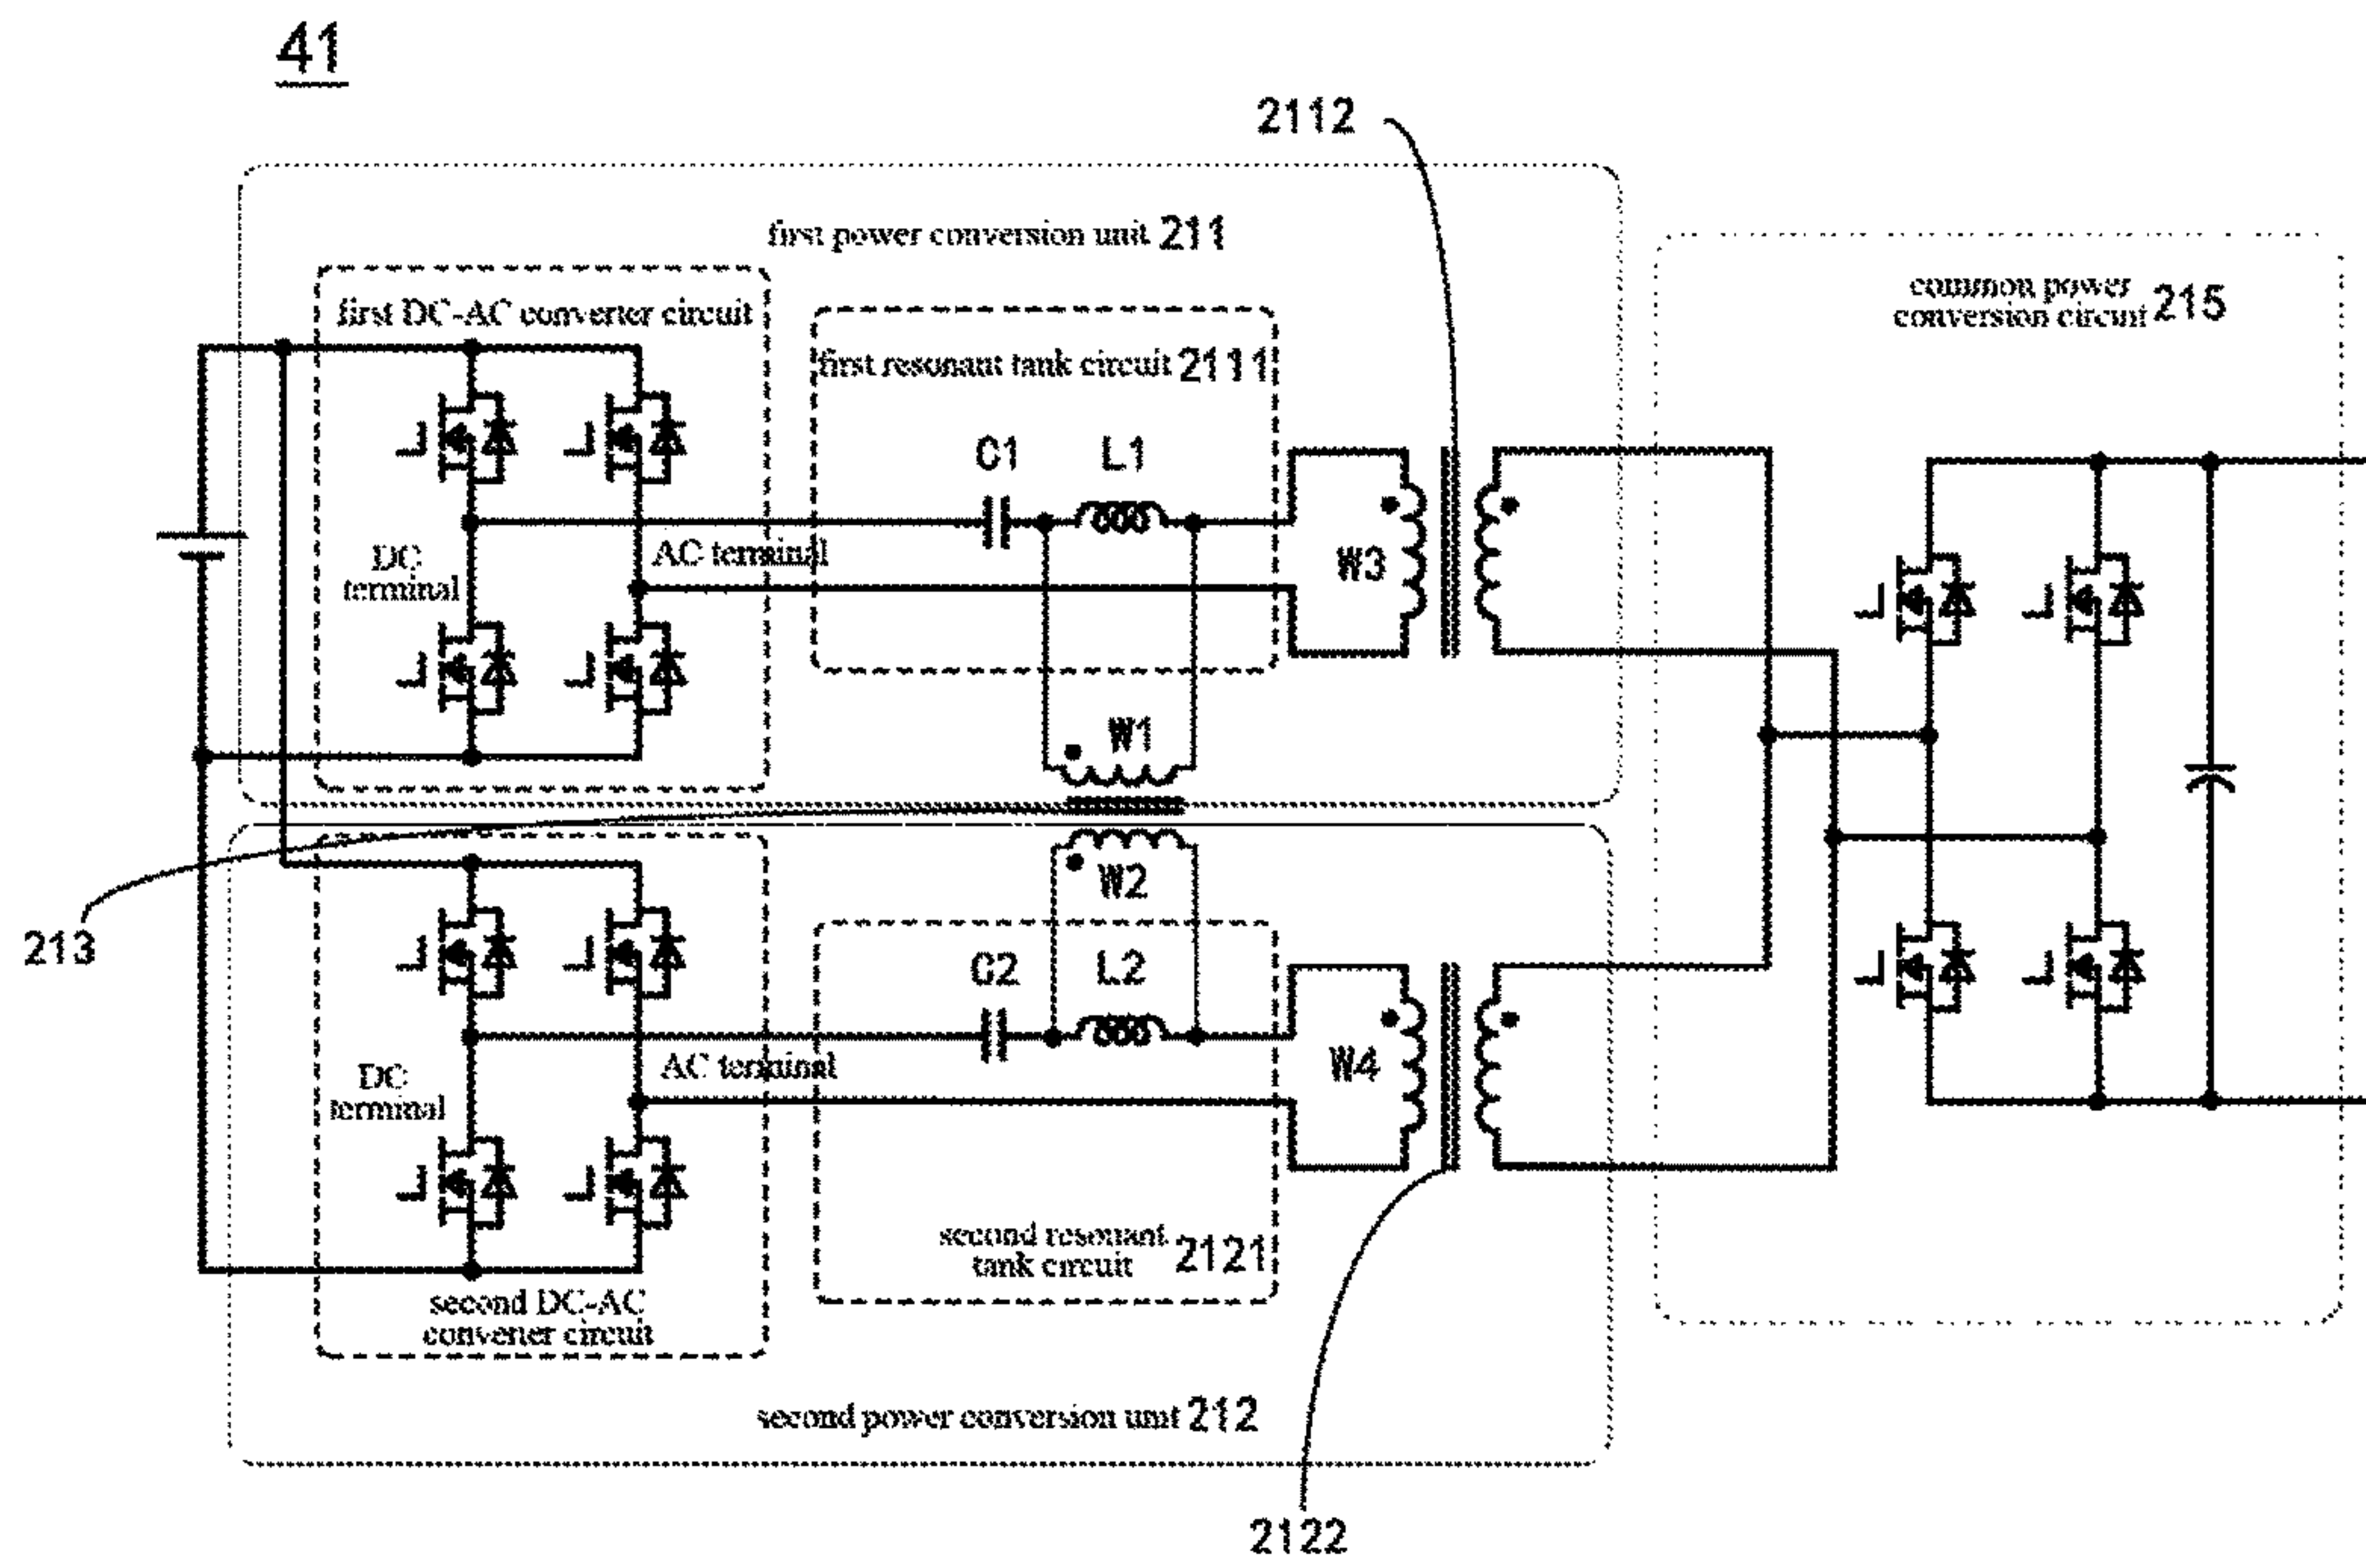 41
2112
first power conversion unit 211
common power
conversion circuit 215
first DC-AC converter circuit
first resonant tank circuit 2111
C1 L1
DC
terminal
AC terminal
W3
W1
W2
213
C2 L2
AC terminal
W4
DC
terminal
second resonant
tank circuit 2121
second DC-AC
converter circuit
second power conversion unit 212
2122